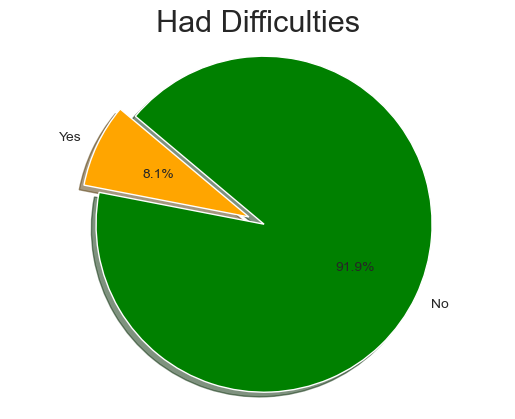 Had Difficulties
Yes
8.1%
91.9%
No